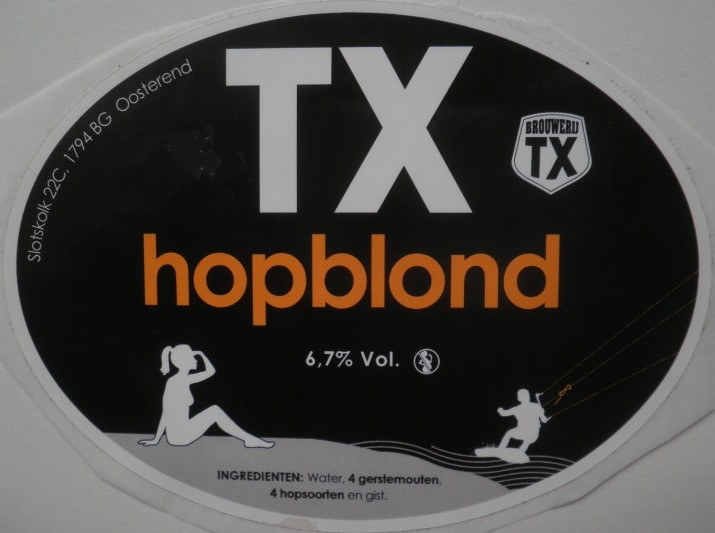 Slotskolk 22C, 1794 BG Oosterend
TX
BROUWERIJ
TX
hopblond
6,7% Vol.
INGREDIENTEN: Water, 4 gerstemouten,
4 hopsoorten en gist.